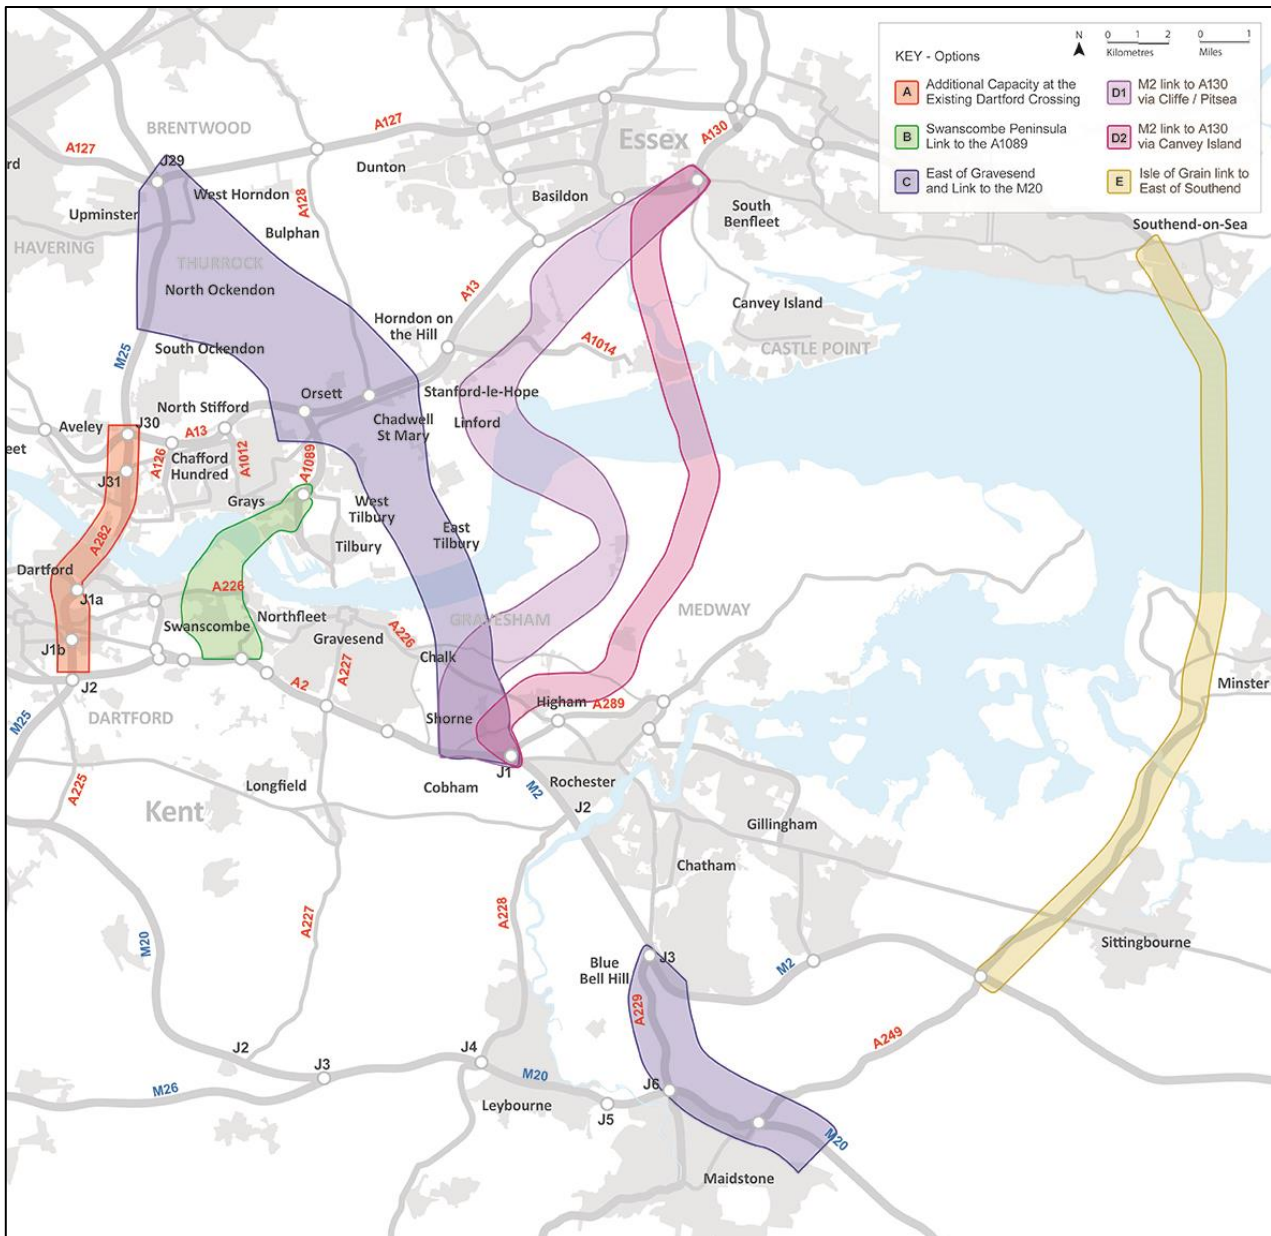 KEY - Options
N
0 1 2
Kilometres
0 1
Miles
A Additional Capacity at the
Existing Dartford Crossing
B Swanscombe Peninsula
Link to the A1089
C East of Gravesend
and Link to the M20
D1 M2 link to A130
via Cliffe / Pitsea
D2 M2 link to A130
via Canvey Island
E Isle of Grain link to
East of Southend
BRENTWOOD
A127
Essex
A130
A127
rd
J29
Dunton
West Horndon
A128
Basildon
Upminster
South
Benfleet
Southend-on-Sea
Bulphan
HAVERING
THURROCK
North Ockendon
A13
Canvey Island
Horndon on
the Hill
A1014
CASTLE POINT
M25
South Ockendon
Orsett
Stanford-le-Hope
North Stifford
Aveley
J30
A13
Chadwell
St Mary
Linford
eet
A126
Chafford
Hundred
A1012
A1089
J31
Grays
West
Tilbury
East
Tilbury
A282
Tilbury
Dartford
A226
J1a
Northfleet
GRAVESHAM
MEDWAY
Swanscombe
Gravesend
A226
J1b
A227
Chalk
J2
A2
Minster
DARTFORD
Shorne
Higham
A289
M25
J1
Longfield
Cobham
M2
Rochester
A225
J2
Kent
Gillingham
Chatham
A228
A227
M20
Sittingbourne
Blue
Bell Hill
J3
M2
A229
A249
J2
J4
J3
M20
J6
M26
Leybourne
J5
M20
Maidstone